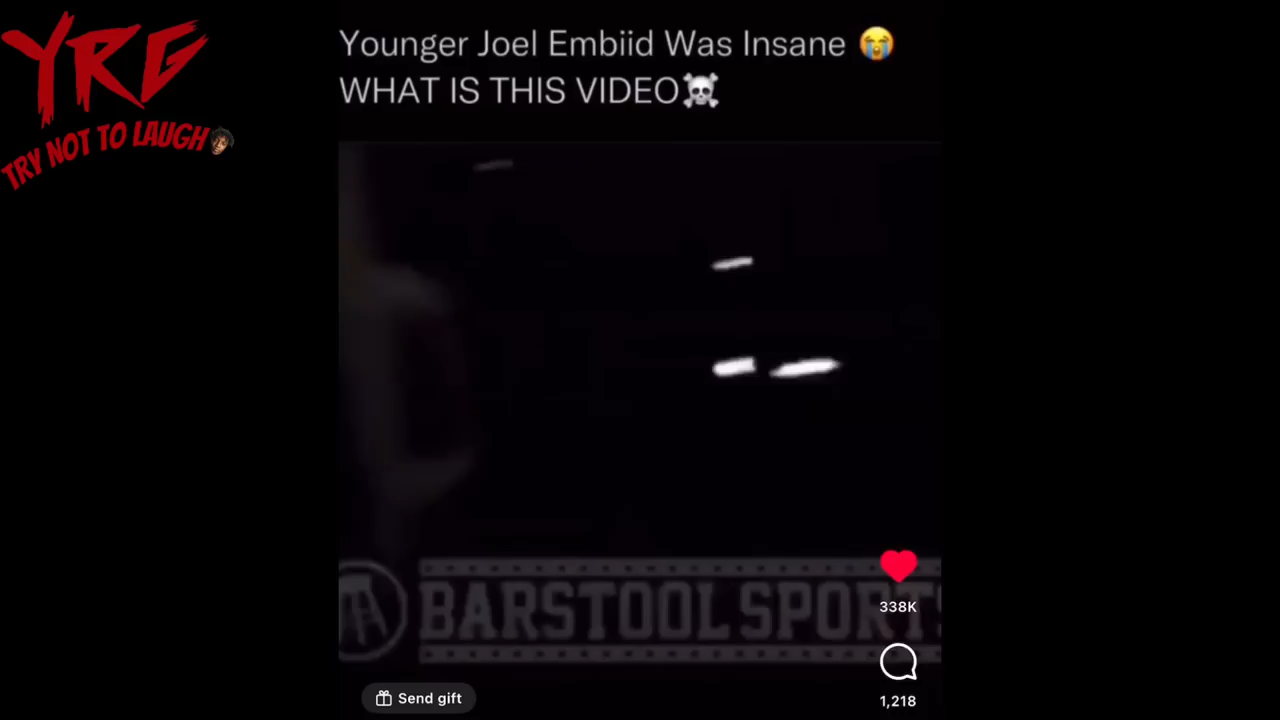 YRG
TRY NOT TO LAUGH
Younger Joel Embiid Was Insane 😭
WHAT IS THIS VIDEO☠️
BARSTOOL SPORTS
338K
1,218
Send gift